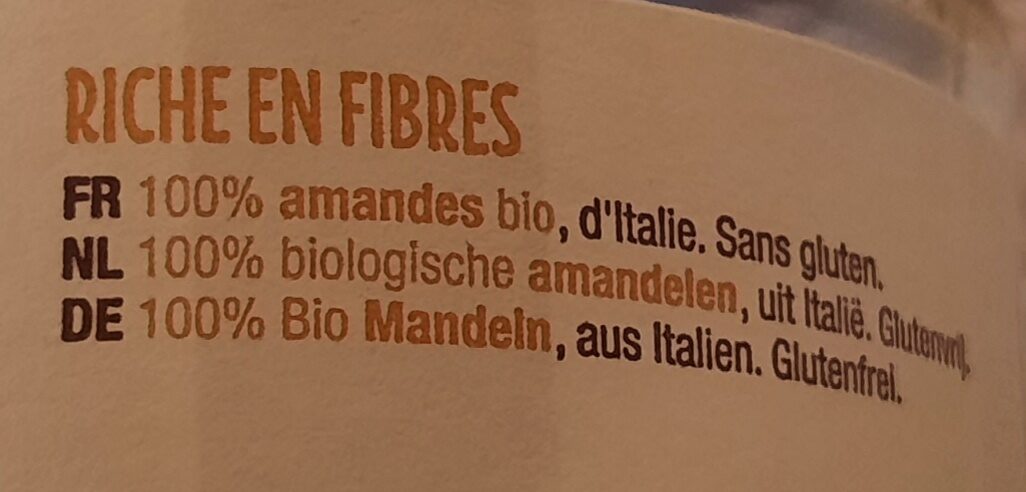 RICHE EN FIBRES
FR 100% amandes bio, d'Italie. Sans gluten.
NL 100% biologische amandelen, uit Italië. Glutenvrij.
DE 100% Bio Mandeln, aus Italien. Glutenfrei.